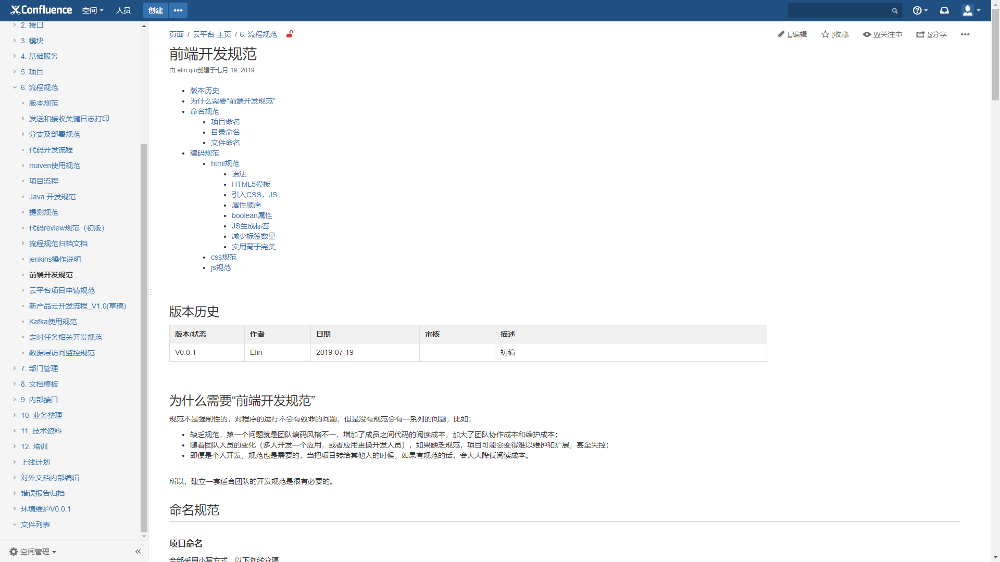 Confluence 空间 人员 创建 •••
2. 接口
3. 模块
4. 基础服务
5. 项目
6. 流程规范
版本规范
发送和接收关键日志打印
分支及部署规范
代码开发流程
maven使用规范
项目流程
Java 开发规范
提测规范
代码review规范（初版）
流程规范归档文档
jenkins操作说明
前端开发规范
云平台项目申请规范
新产品云开发流程_V1.0(草稿)
Kafka使用规范
定时任务相关开发规范
数据层访问监控规范
7. 部门管理
8. 文档模板
9. 内部接口
10. 业务整理
11. 技术资料
12. 培训
上线计划
对外文档内部编辑
错误报告归档
环境维护V0.0.1
文件列表
空间管理
页面 / 云平台 主页 / 6. 流程规范
E编辑 f收藏 W关注中 S分享 •••
前端开发规范
由 elin.qiu创建于七月 19, 2019
版本历史
为什么需要“前端开发规范”
命名规范
项目命名
目录命名
文件命名
编码规范
html规范
语法
HTML5模板
引入CSS，JS
属性顺序
boolean属性
JS生成标签
减少标签数量
实用高于完美
css规范
js规范
版本历史
版本/状态 作者 日期 审核 描述
V0.0.1 Elin 2019-07-19 初稿
为什么需要“前端开发规范”
规范不是强制性的，对程序的运行不会有致命的问题，但是没有规范会有一系列的问题，比如：
缺乏规范，第一个问题就是团队编码风格不一，增加了成员之间代码的阅读成本，加大了团队协作成本和维护成本；
随着团队人员的变化（多人开发一个应用，或者应用更换开发人员），如果缺乏规范，项目可能会变得难以维护和扩展，甚至失控；
即便是个人开发，规范也是需要的，当把项目转给其他人的时候，如果有规范的话，会大大降低阅读成本。
...
所以，建立一套适合团队的开发规范是很有必要的。
命名规范
项目命名
全部采用小写方式，以下划线分隔